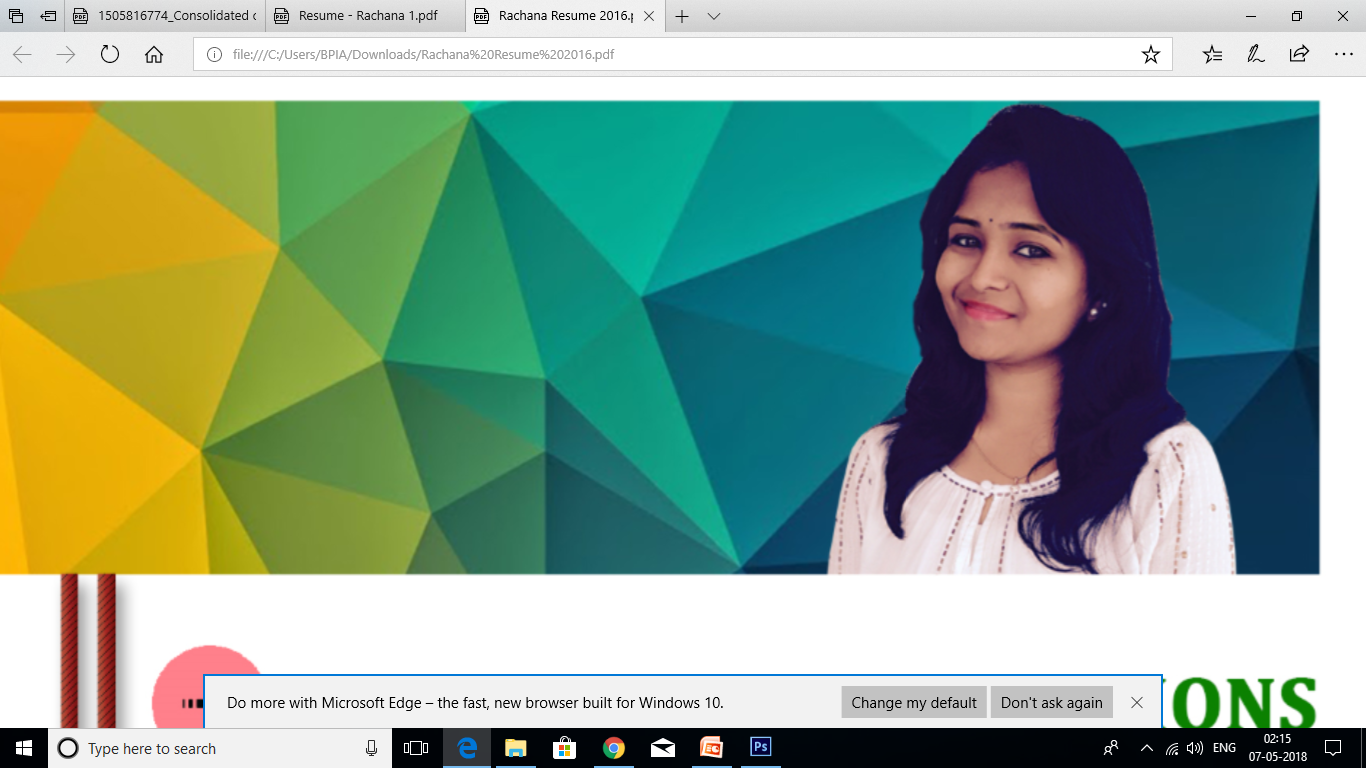 1505816774_Consolidated
Resume - Rachana 1.pdf
Rachana Resume 2016.p
file:///C:/Users/BPIA/Downloads/Rachana%20Resume%202016.pdf
Do more with Microsoft Edge – the fast, new browser built for Windows 10.
Change my default
Don't ask again
ONS
Type here to search
Ps
ENG
02:15
07-05-2018